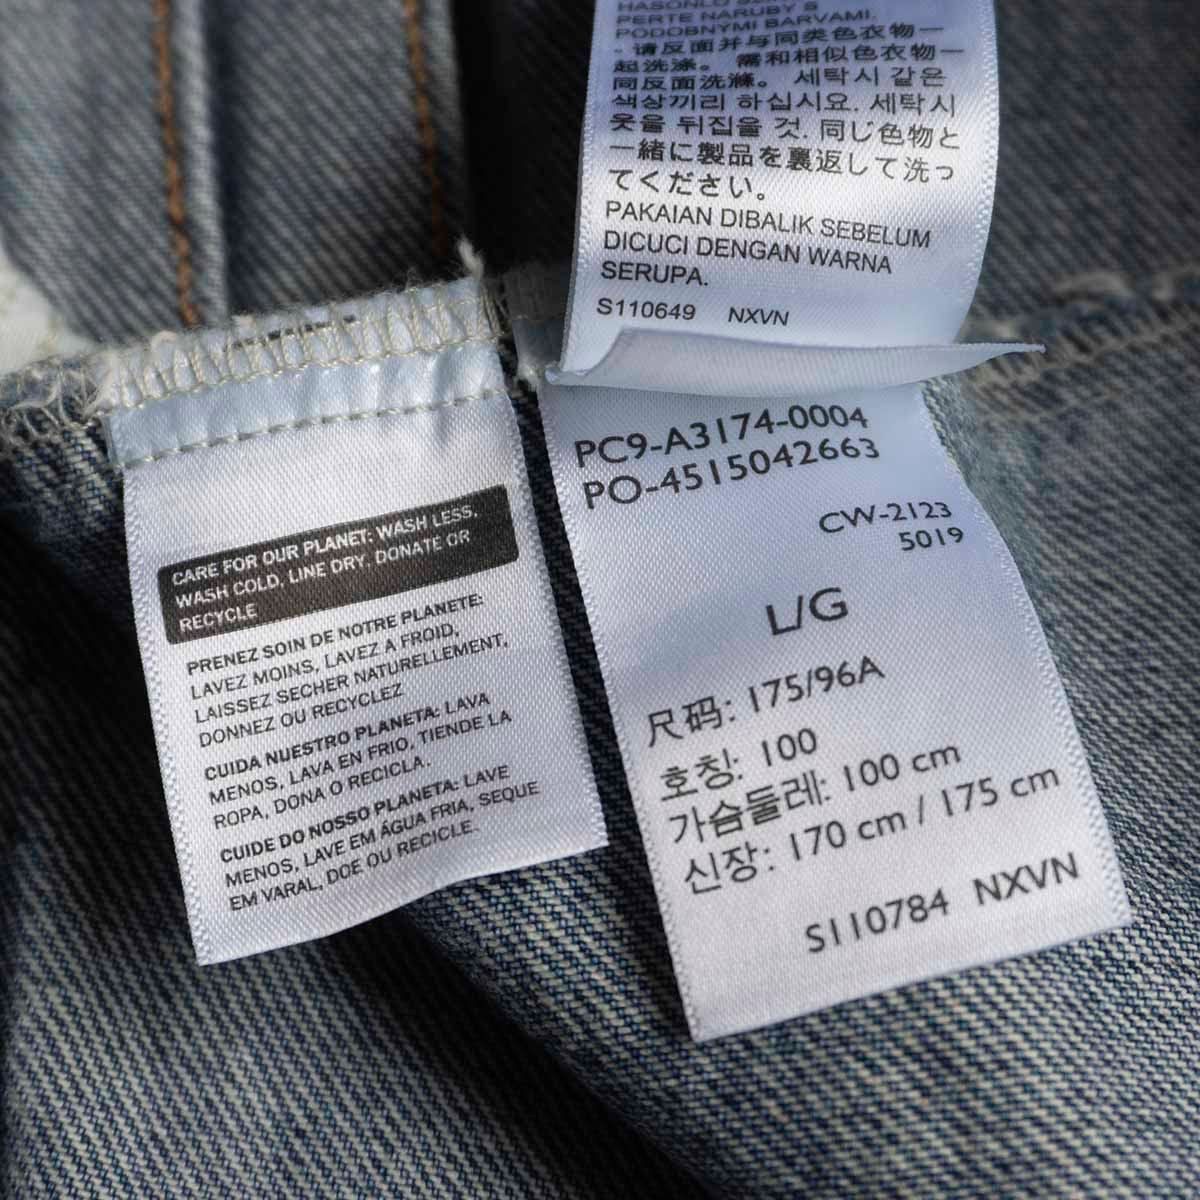 PERTE NARUBY S
PODOBNÝMI BARVAMI.
- 请反面并与同类色衣物一
起洗涤。 需和相似色衣物一
同反面洗滌。 세탁시 같은
색상끼리 하십시요. 세탁시
옷을 뒤집을 것. 同じ色物と
一緒に製品を裏返して洗っ
てください。
PAKAIAN DIBALIK SEBELUM
DICUCI DENGAN WARNA
SERUPA.
S110649 NXVN
CARE FOR OUR PLANET: WASH LESS,
WASH COLD, LINE DRY, DONATE OR
RECYCLE
PRENEZ SOIN DE NOTRE PLANETE:
LAVEZ MOINS, LAVEZ A FROID,
LAISSEZ SECHER NATURELLEMENT,
DONNEZ OU RECYCLEZ
CUIDA NUESTRO PLANETA: LAVA
MENOS, LAVA EN FRIO, TIENDE LA
ROPA, DONA O RECICLA.
CUIDE DO NOSSO PLANETA: LAVE
MENOS, LAVE EM ÁGUA FRIA, SEQUE
EM VARAL, DOE OU RECYCLE.
PC9-A3174-0004
PO-4515042663
CW-2123
5019
L/G
尺码: 175/96A
호칭: 100
가슴둘레: 100 cm
신장: 170 cm / 175 cm
S110784 NXVN